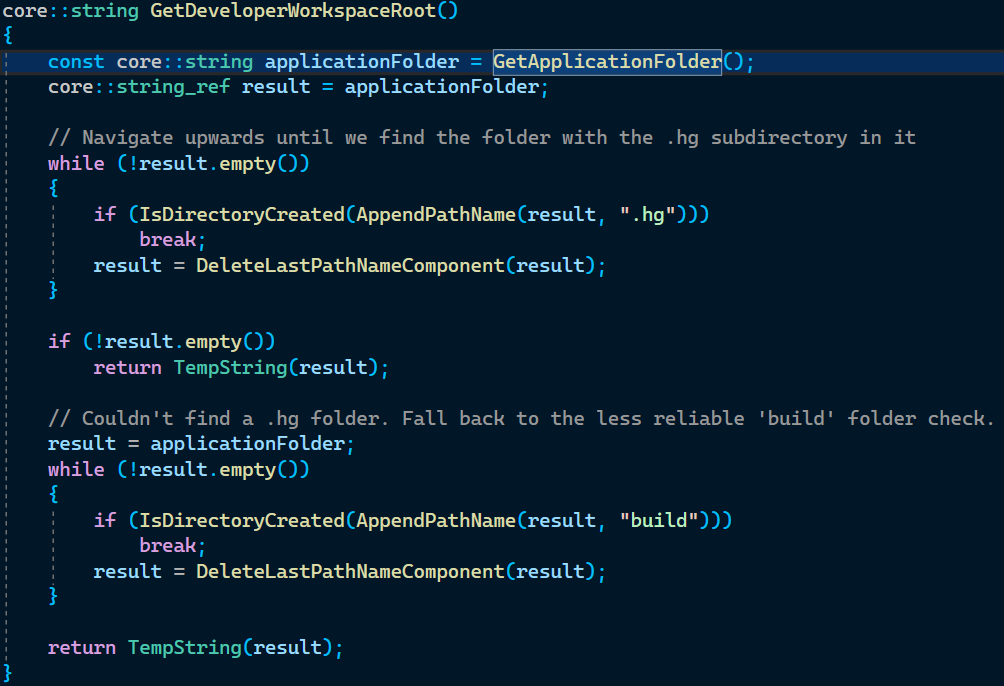 core::string GetDeveloperWorkspaceRoot()
{
    const core::string applicationFolder = GetApplicationFolder();
    core::string_ref result = applicationFolder;

    // Navigate upwards until we find the folder with the .hg subdirectory in it
    while (!result.empty())
    {
        if (IsDirectoryCreated(AppendPathName(result, ".hg")))
            break;
        result = DeleteLastPathNameComponent(result);
    }

    if (!result.empty())
        return TempString(result);

    // Couldn't find a .hg folder. Fall back to the less reliable 'build' folder check.
    result = applicationFolder;
    while (!result.empty())
    {
        if (IsDirectoryCreated(AppendPathName(result, "build")))
            break;
        result = DeleteLastPathNameComponent(result);
    }

    return TempString(result);
}